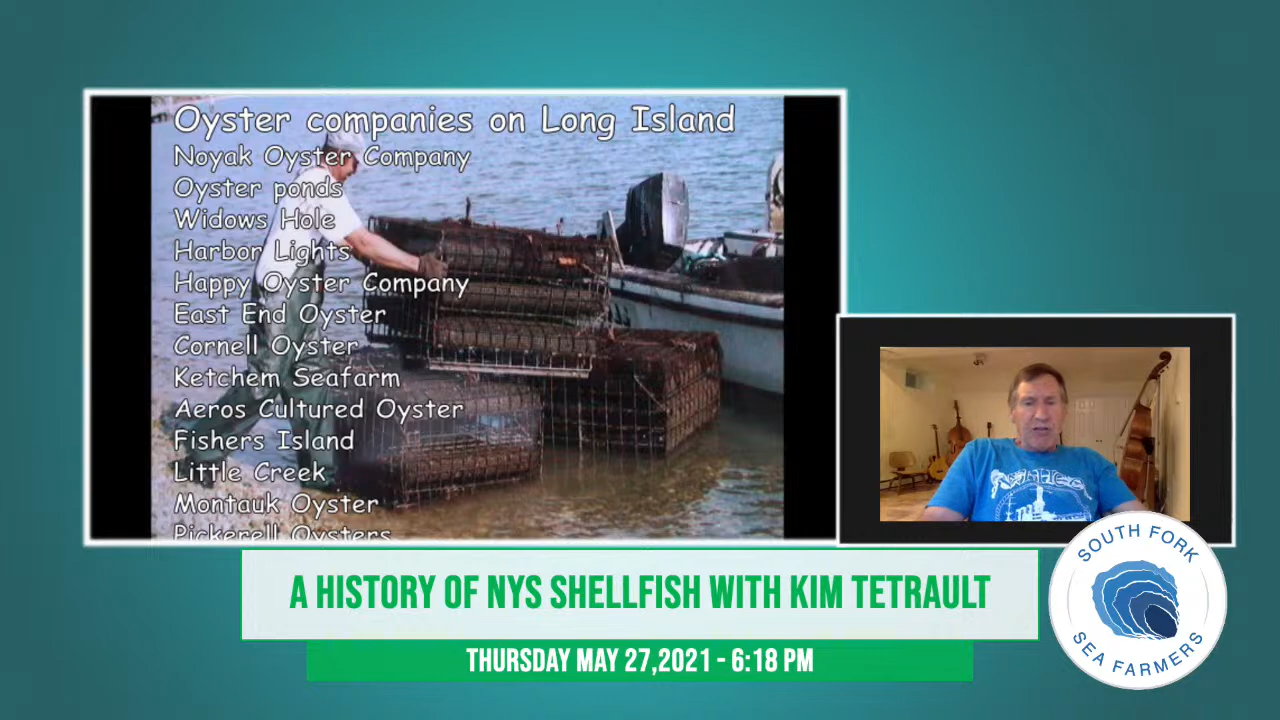 Oyster companies on Long Island
Noyak Oyster Company
Oyster ponds
Widows Hole
Harbor Lights
Happy Oyster Company
East End Oyster
Cornell Oyster
Ketchem Seafarm
Aeros Cultured Oyster
Fishers Island
Little Creek
Montauk Oyster
Pickerell Oysters
A HISTORY OF NYS SHELLFISH WITH KIM TETRAULT
THURSDAY MAY 27,2021 - 6:18 PM
SOUTH FORK
SEA FARMERS